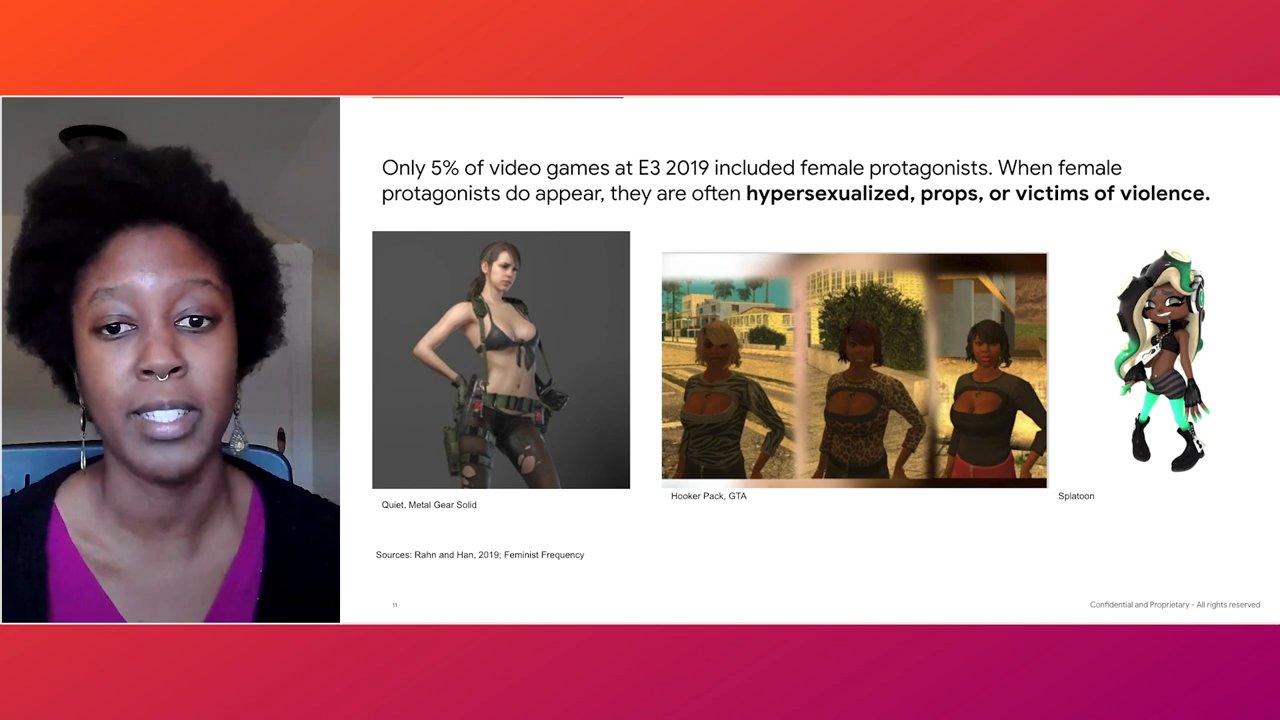 Only 5% of video games at E3 2019 included female protagonists. When female
protagonists do appear, they are often hypersexualized, props, or victims of violence.
Quiet, Metal Gear Solid
Hooker Pack, GTA
Splatoon
Sources: Rahn and Han, 2019; Feminist Frequency
11
Confidential and Proprietary - All rights reserved